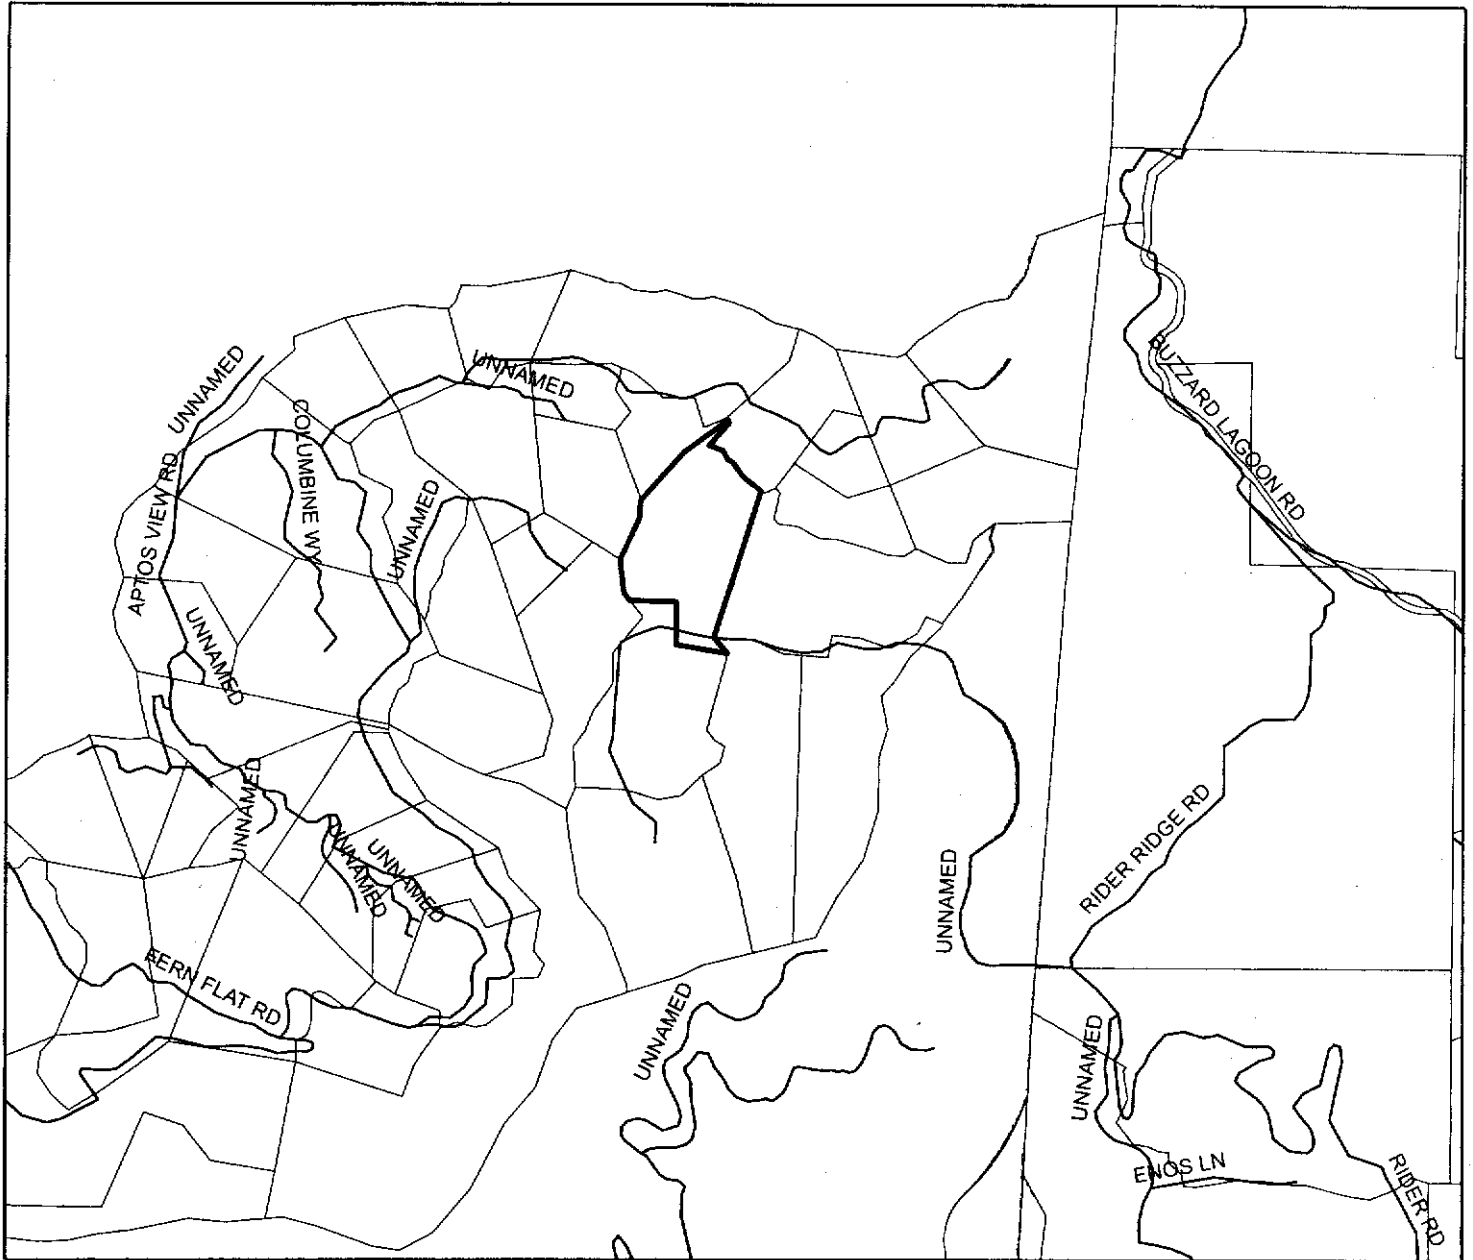 UNNAMED
BUZZARD LAGOON RD
UNNAMED
COLUMBINE WY
APTOS VIEW RD
UNNAMED
UNNAMED
UNNAMED
UNNAMED
UNNAMED
UNNAMED
RIDER RIDGE RD
UNNAMED
FERN FLAT RD
UNNAMED
UNNAMED
ENOS LN
RIDER RD